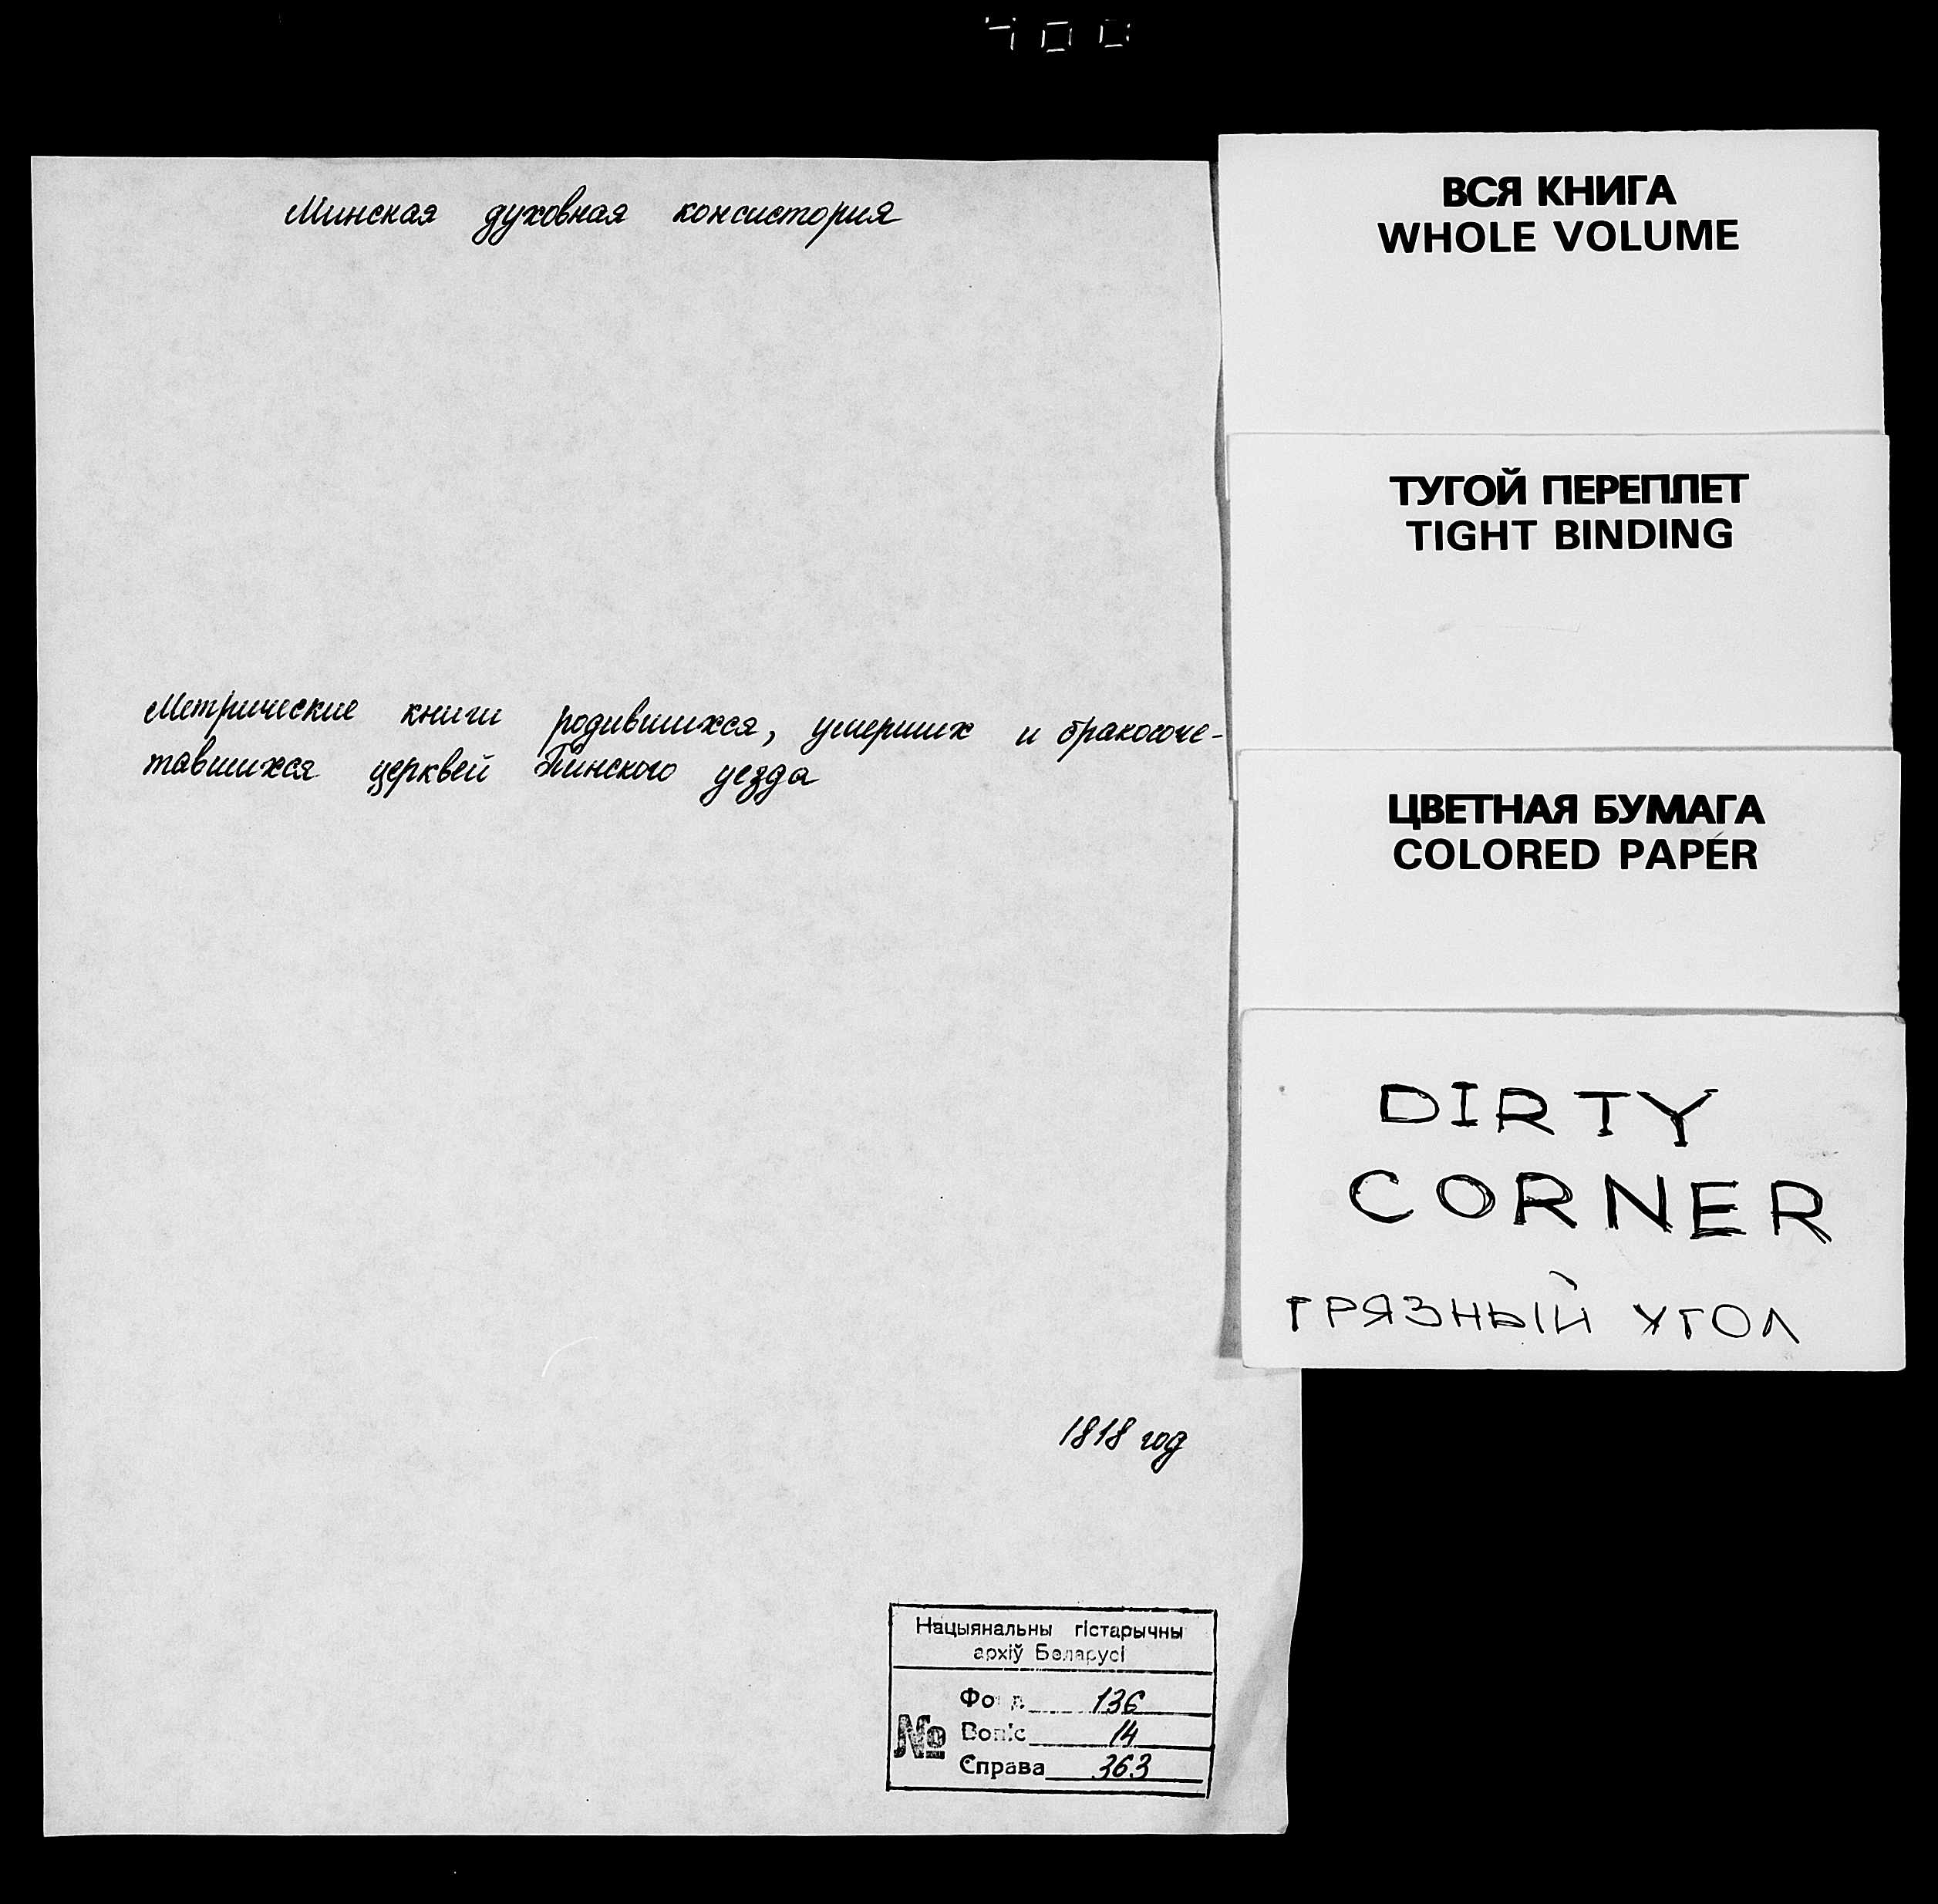 400
Минская духовная консистория
Метрические книги родившихся, умерших и бракосоче-
тавшихся церквей Пинского уезда
1818 год
Нацыянальны гістарычны
архіў Беларусі
№
Фонд 136
Вопіс 14
Справа 363
ВСЯ КНИГА
WHOLE VOLUME
ТУГОЙ ПЕРЕПЛЕТ
TIGHT BINDING
ЦВЕТНАЯ БУМАГА
COLORED PAPER
DIRTY
CORNER
ГРЯЗНЫЙ УГОЛ